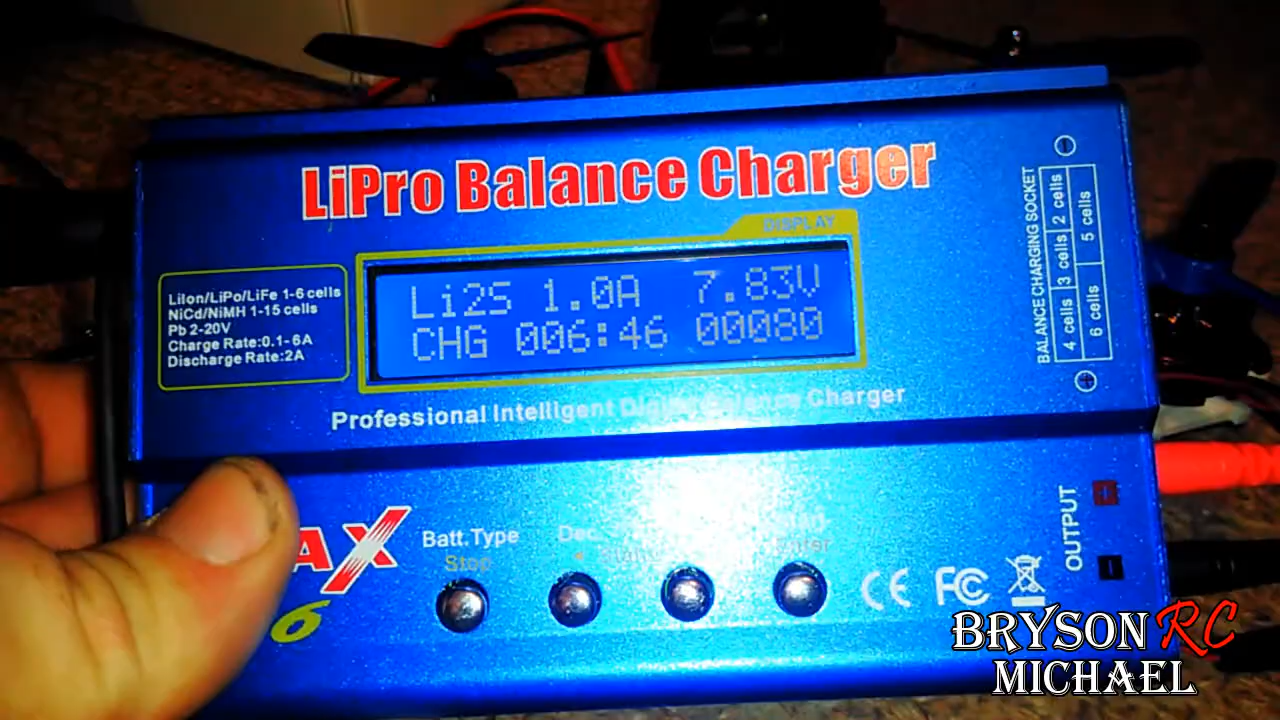 LiPro Balance Charger
DISPLAY
LiIon/LiPo/LiFe 1-6 cells
NiCd/NiMH 1-15 cells
Pb 2-20V
Charge Rate:0.1-6A
Discharge Rate:2A
Li2S 1.0A 7.83V
CHG 006:46 00080
BALANCE CHARGING SOCKET
2 cells
3 cells
4 cells
5 cells
6 cells
Professional Intelligent Digital Balance Charger
AX
6
Batt.Type
Stop
Dec.
OUTPUT
+
-
CE FC
BRYSON RC
MICHAEL